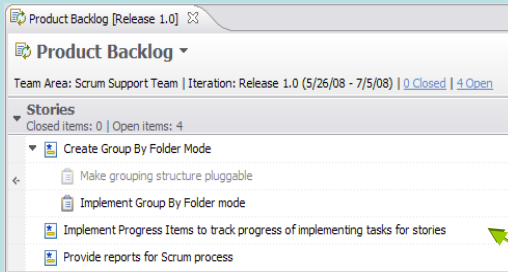 Product Backlog [Release 1.0]
Product Backlog
Team Area: Scrum Support Team | Iteration: Release 1.0 (5/26/08 - 7/5/08) | 0 Closed | 4 Open
Stories
Closed items: 0 | Open items: 4
Create Group By Folder Mode
Make grouping structure pluggable
Implement Group By Folder mode
Implement Progress Items to track progress of implementing tasks for stories
Provide reports for Scrum process